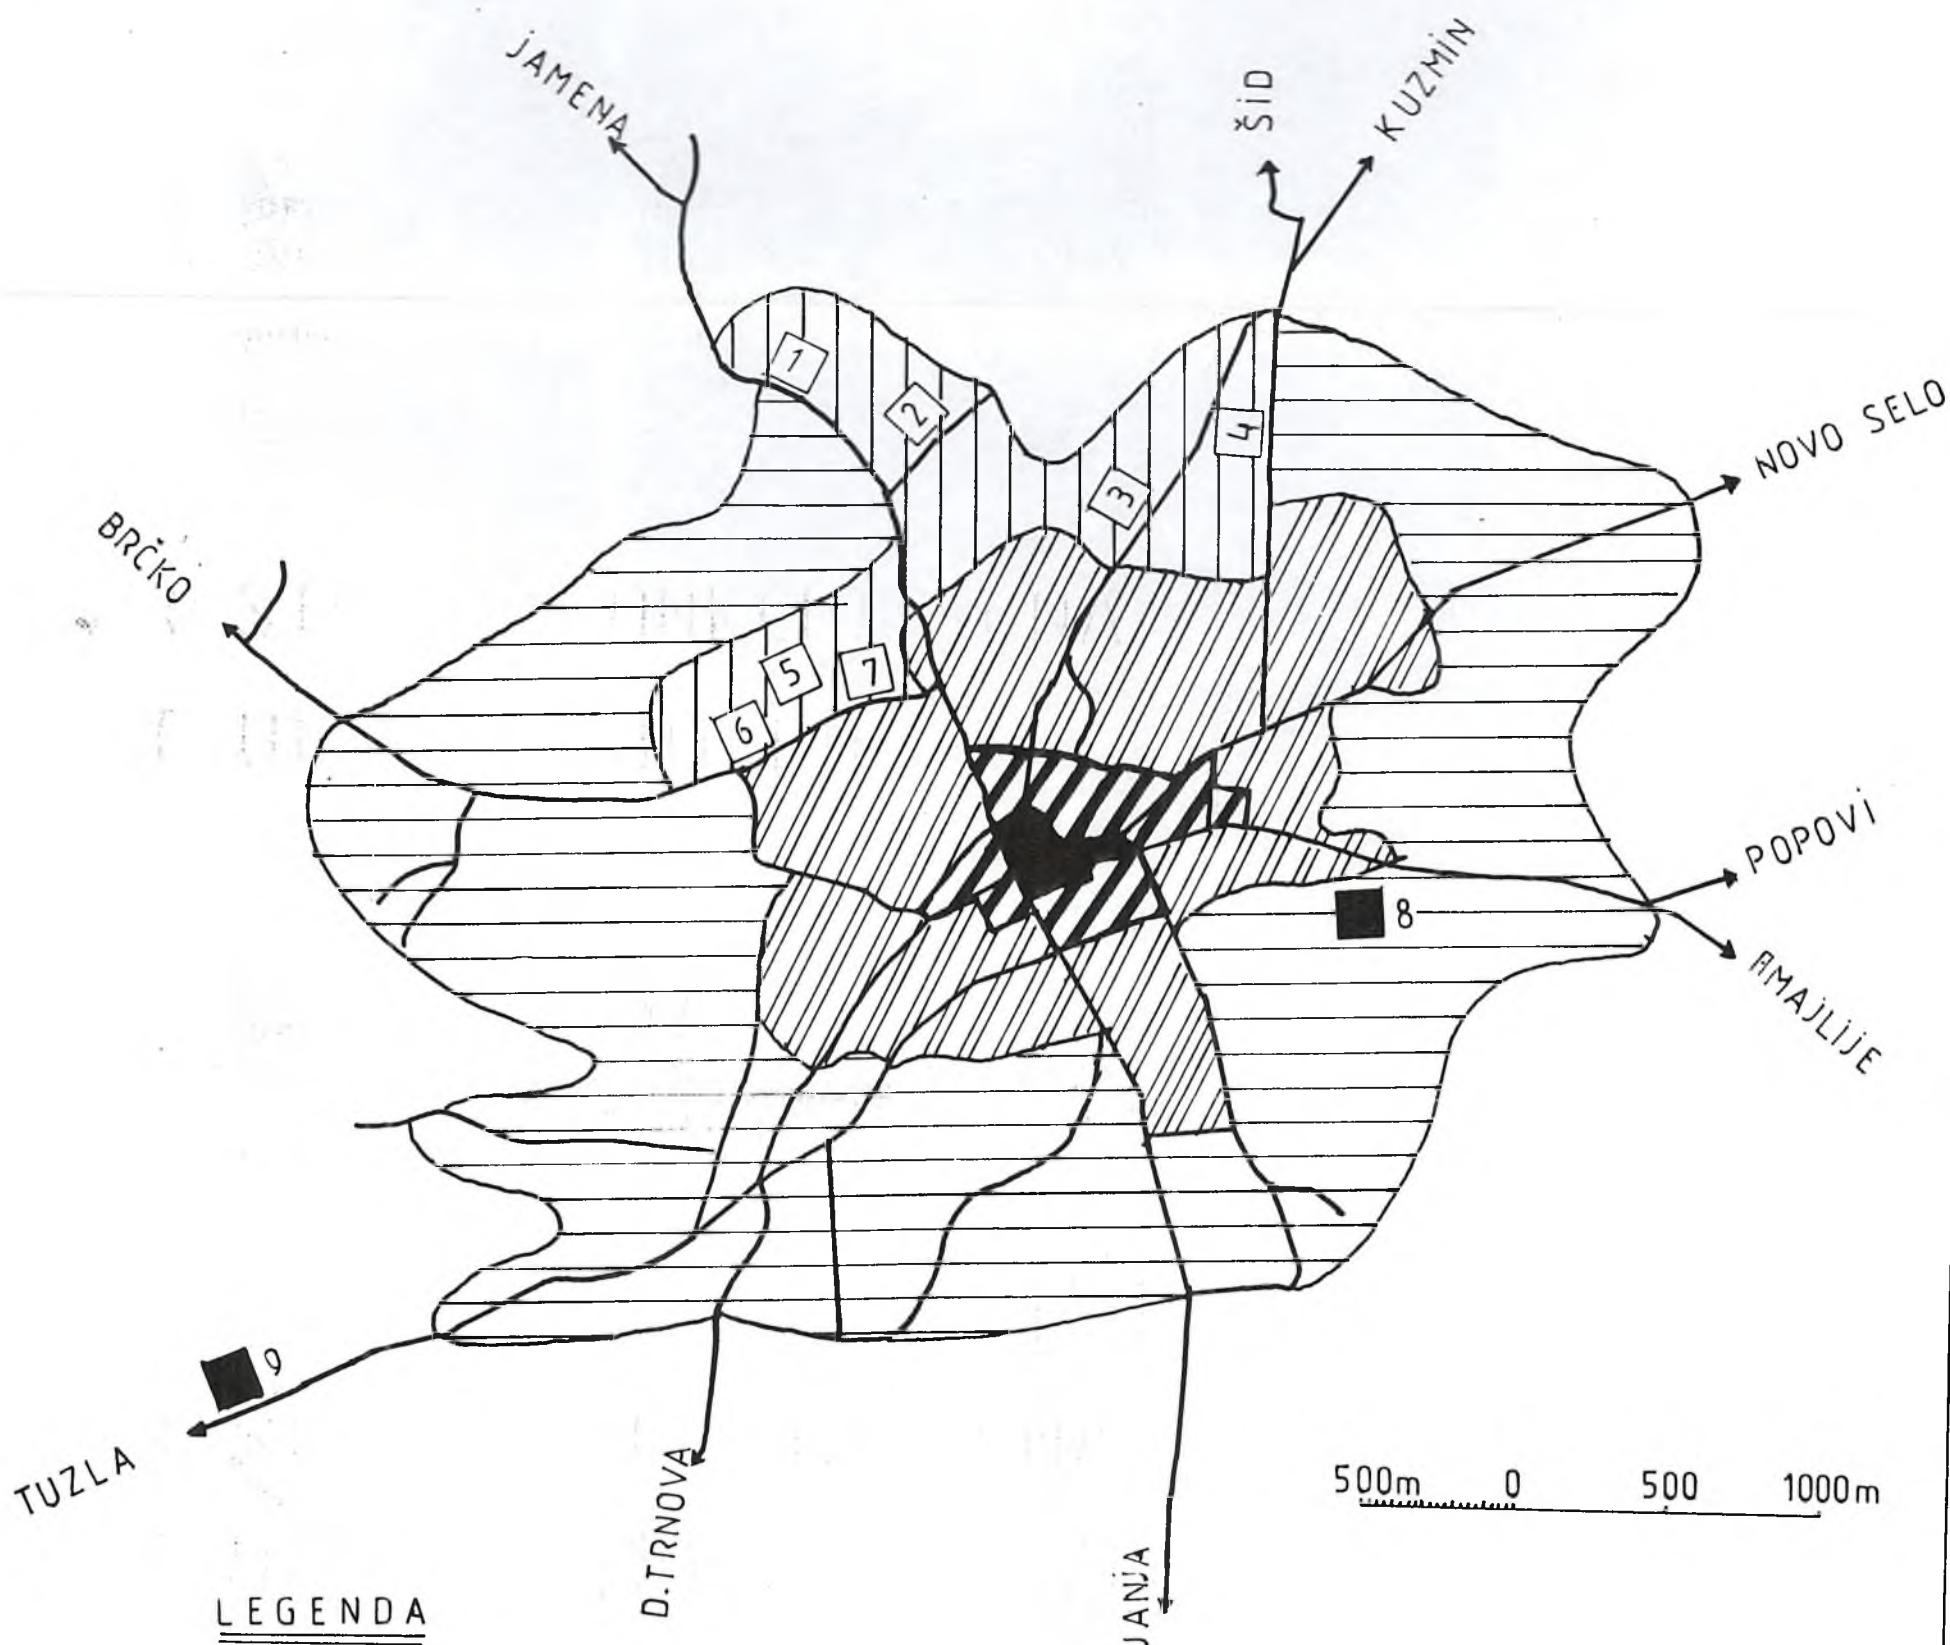 JAMENA
ŠID
KUZMIN
NOVO SELO
BRČKO
1
2
3
4
5
7
6
POPOVI
8
AMAJLIJE
9
TUZLA
D.TRNOVA
JANJA
500m 0 500 1000m
LEGENDA